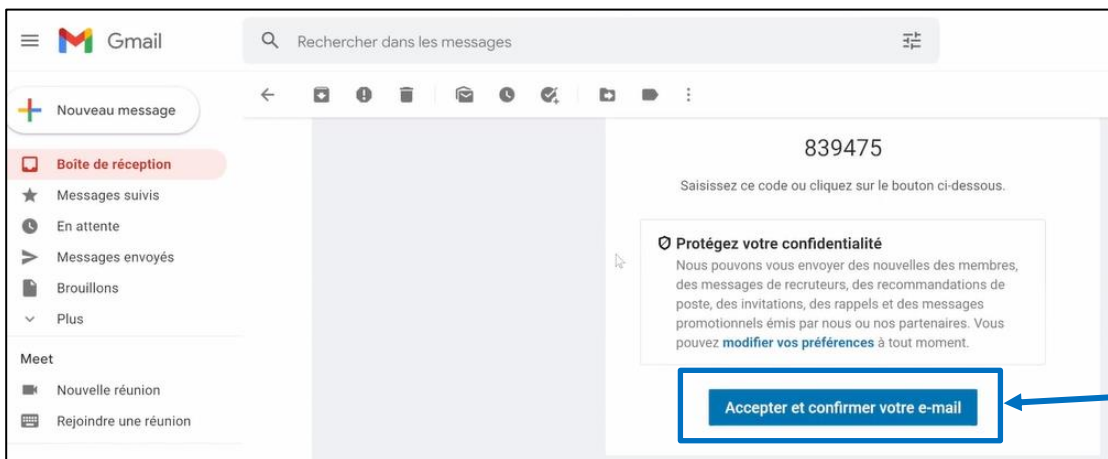 Gmail
Rechercher dans les messages
Nouveau message
Boîte de réception
Messages suivis
En attente
Messages envoyés
Brouillons
Plus
Meet
Nouvelle réunion
Rejoindre une réunion
839475
Saisissez ce code ou cliquez sur le bouton ci-dessous.
Protégez votre confidentialité
Nous pouvons vous envoyer des nouvelles des membres,
des messages de recruteurs, des recommandations de
poste, des invitations, des rappels et des messages
promotionnels émis par nous ou nos partenaires. Vous
pouvez modifier vos préférences à tout moment.
Accepter et confirmer votre e-mail